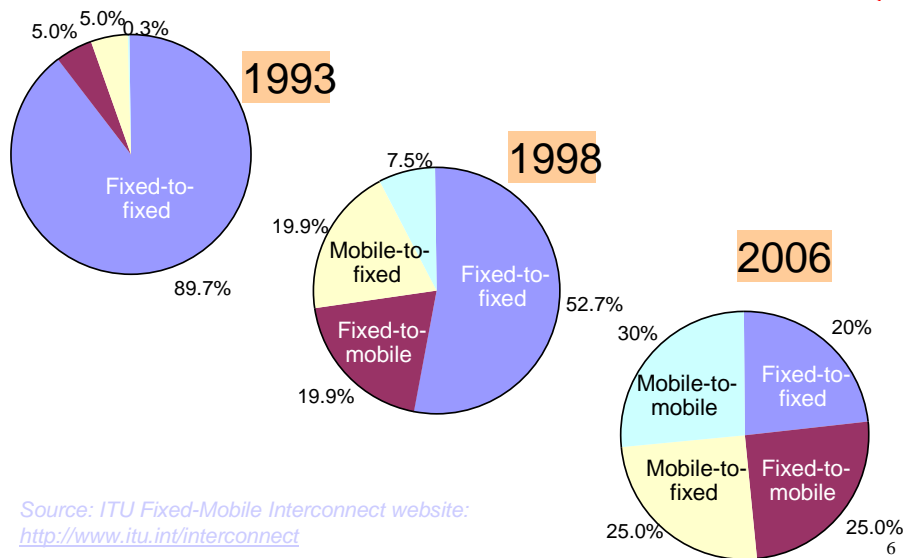 5.0%
5.0%
0.3%
1993
Fixed-to-
fixed
89.7%
1998
7.5%
19.9%
Mobile-to-
fixed
Fixed-to-
fixed
52.7%
Fixed-to-
mobile
19.9%
2006
30%
20%
Mobile-to-
mobile
Fixed-to-
fixed
Mobile-to-
fixed
Fixed-to-
mobile
25.0%
25.0%
Source: ITU Fixed-Mobile Interconnect website:
http://www.itu.int/interconnect
6